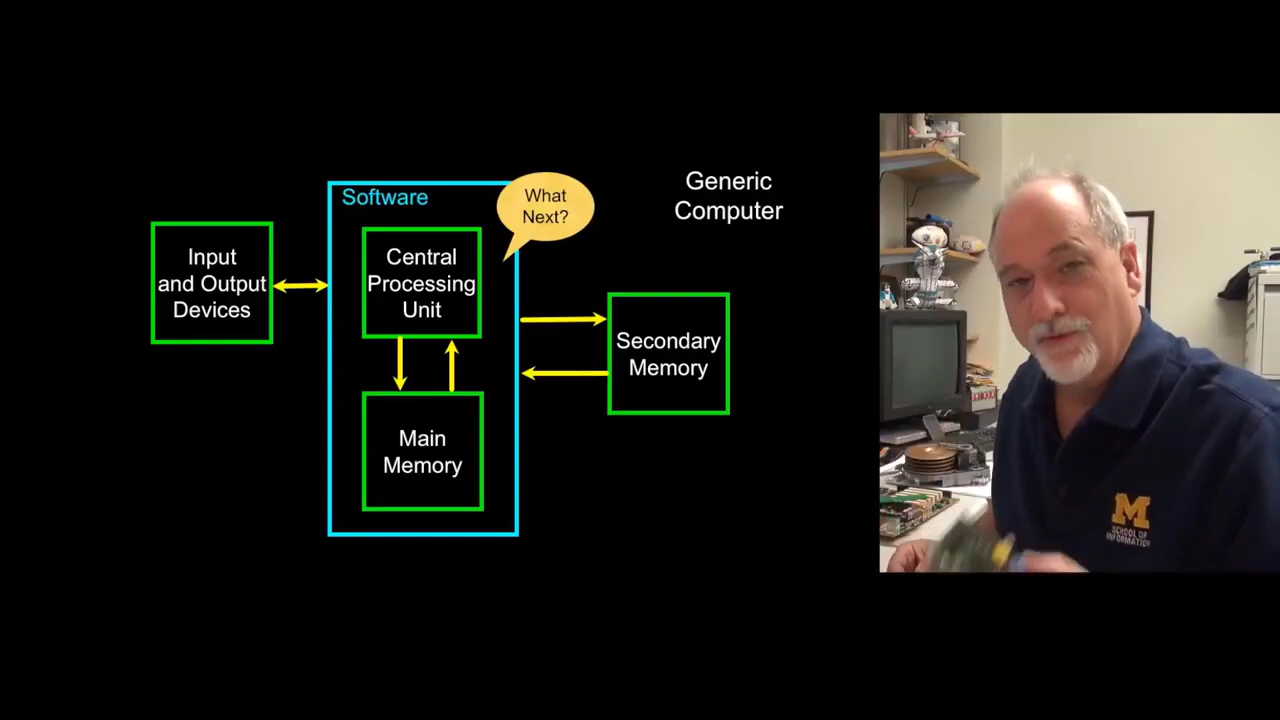 Generic
Computer
Software
What
Next?
Input
and Output
Devices
Central
Processing
Unit
Secondary
Memory
Main
Memory
M
SCHOOL OF
INFORMATION